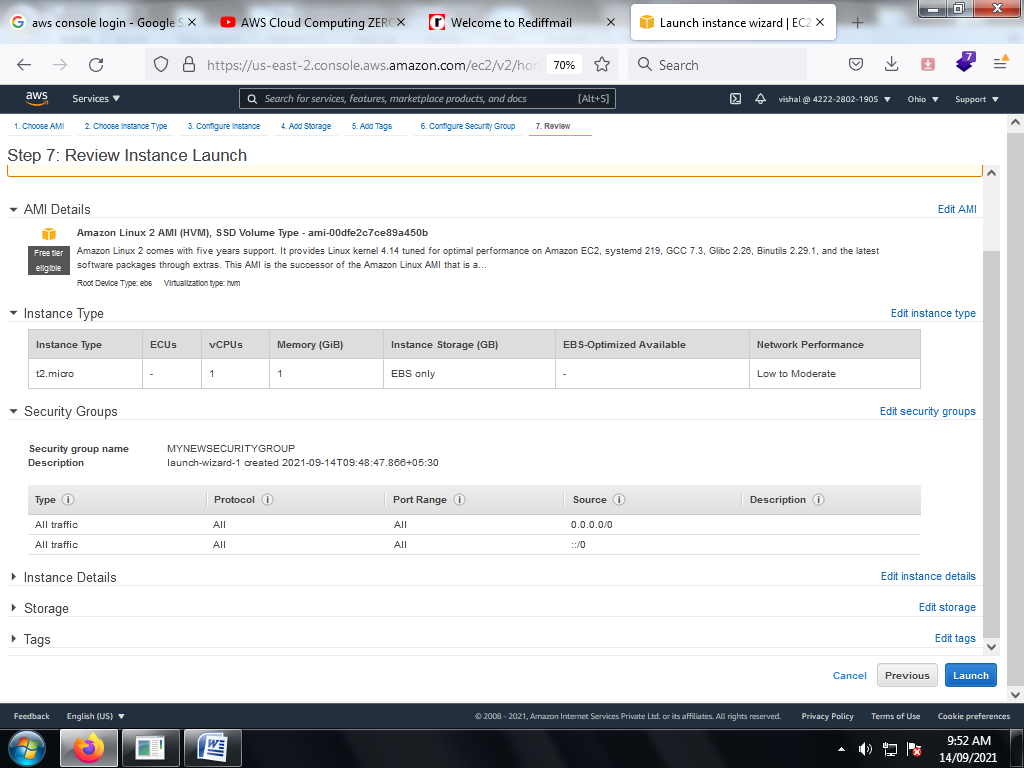 aws console login - Google S
AWS Cloud Computing ZERO
Welcome to Rediffmail
Launch instance wizard | EC2
https://us-east-2.console.aws.amazon.com/ec2/v2/hom
70%
Search
7
aws
Services
Search for services, features, marketplace products, and docs
[Alt+S]
vishal @ 4222-2802-1905
Ohio
Support
1. Choose AMI
2. Choose Instance Type
3. Configure Instance
4. Add Storage
5. Add Tags
6. Configure Security Group
7. Review
Step 7: Review Instance Launch
AMI Details
Edit AMI
Amazon Linux 2 AMI (HVM), SSD Volume Type - ami-00dfe2c7ce89a450b
Free tier
eligible
Amazon Linux 2 comes with five years support. It provides Linux kernel 4.14 tuned for optimal performance on Amazon EC2, systemd 219, GCC 7.3, Glibc 2.26, Binutils 2.29.1, and the latest
software packages through extras. This AMI is the successor of the Amazon Linux AMI that is a...
Root Device Type: ebs Virtualization type: hvm
Instance Type
Edit instance type
Instance Type ECUs vCPUs Memory (GiB) Instance Storage (GB) EBS-Optimized Available Network Performance
t2.micro - 1 1 EBS only - Low to Moderate
Security Groups
Edit security groups
Security group name MYNEWSECURITYGROUP
Description launch-wizard-1 created 2021-09-14T09:48:47.866+05:30
Type Protocol Port Range Source Description
All traffic All All 0.0.0.0/0
All traffic All All ::/0
Instance Details
Edit instance details
Storage
Edit storage
Tags
Edit tags
Cancel
Previous
Launch
Feedback
English (US)
© 2008 - 2021, Amazon Internet Services Private Ltd. or its affiliates. All rights reserved.
Privacy Policy
Terms of Use
Cookie preferences
9:52 AM
14/09/2021